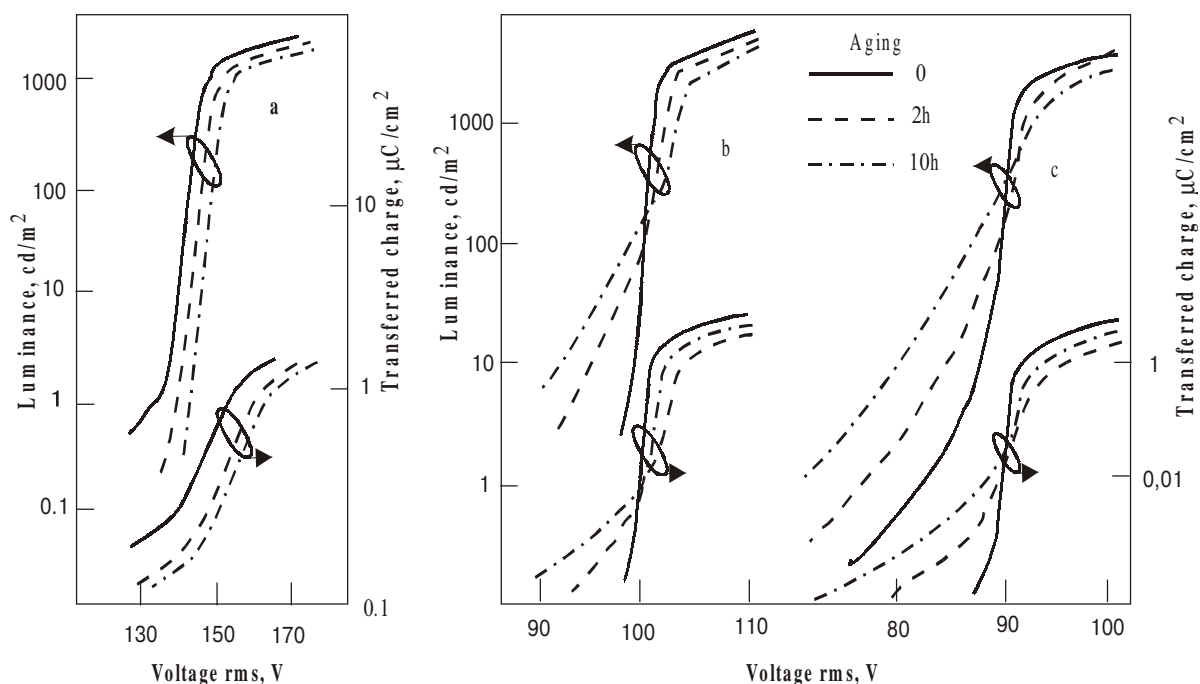 Luminance, cd/m2
1000
100
10
1
0.1
a
Transferred charge, μC/cm2
10
1
0.1
130
150
170
Voltage rms, V
Luminance, cd/m2
1000
100
10
1
b
Aging
0
2h
10h
c
Transferred charge, μC/cm2
1
0,01
90
100
110
80
90
100
Voltage rms, V